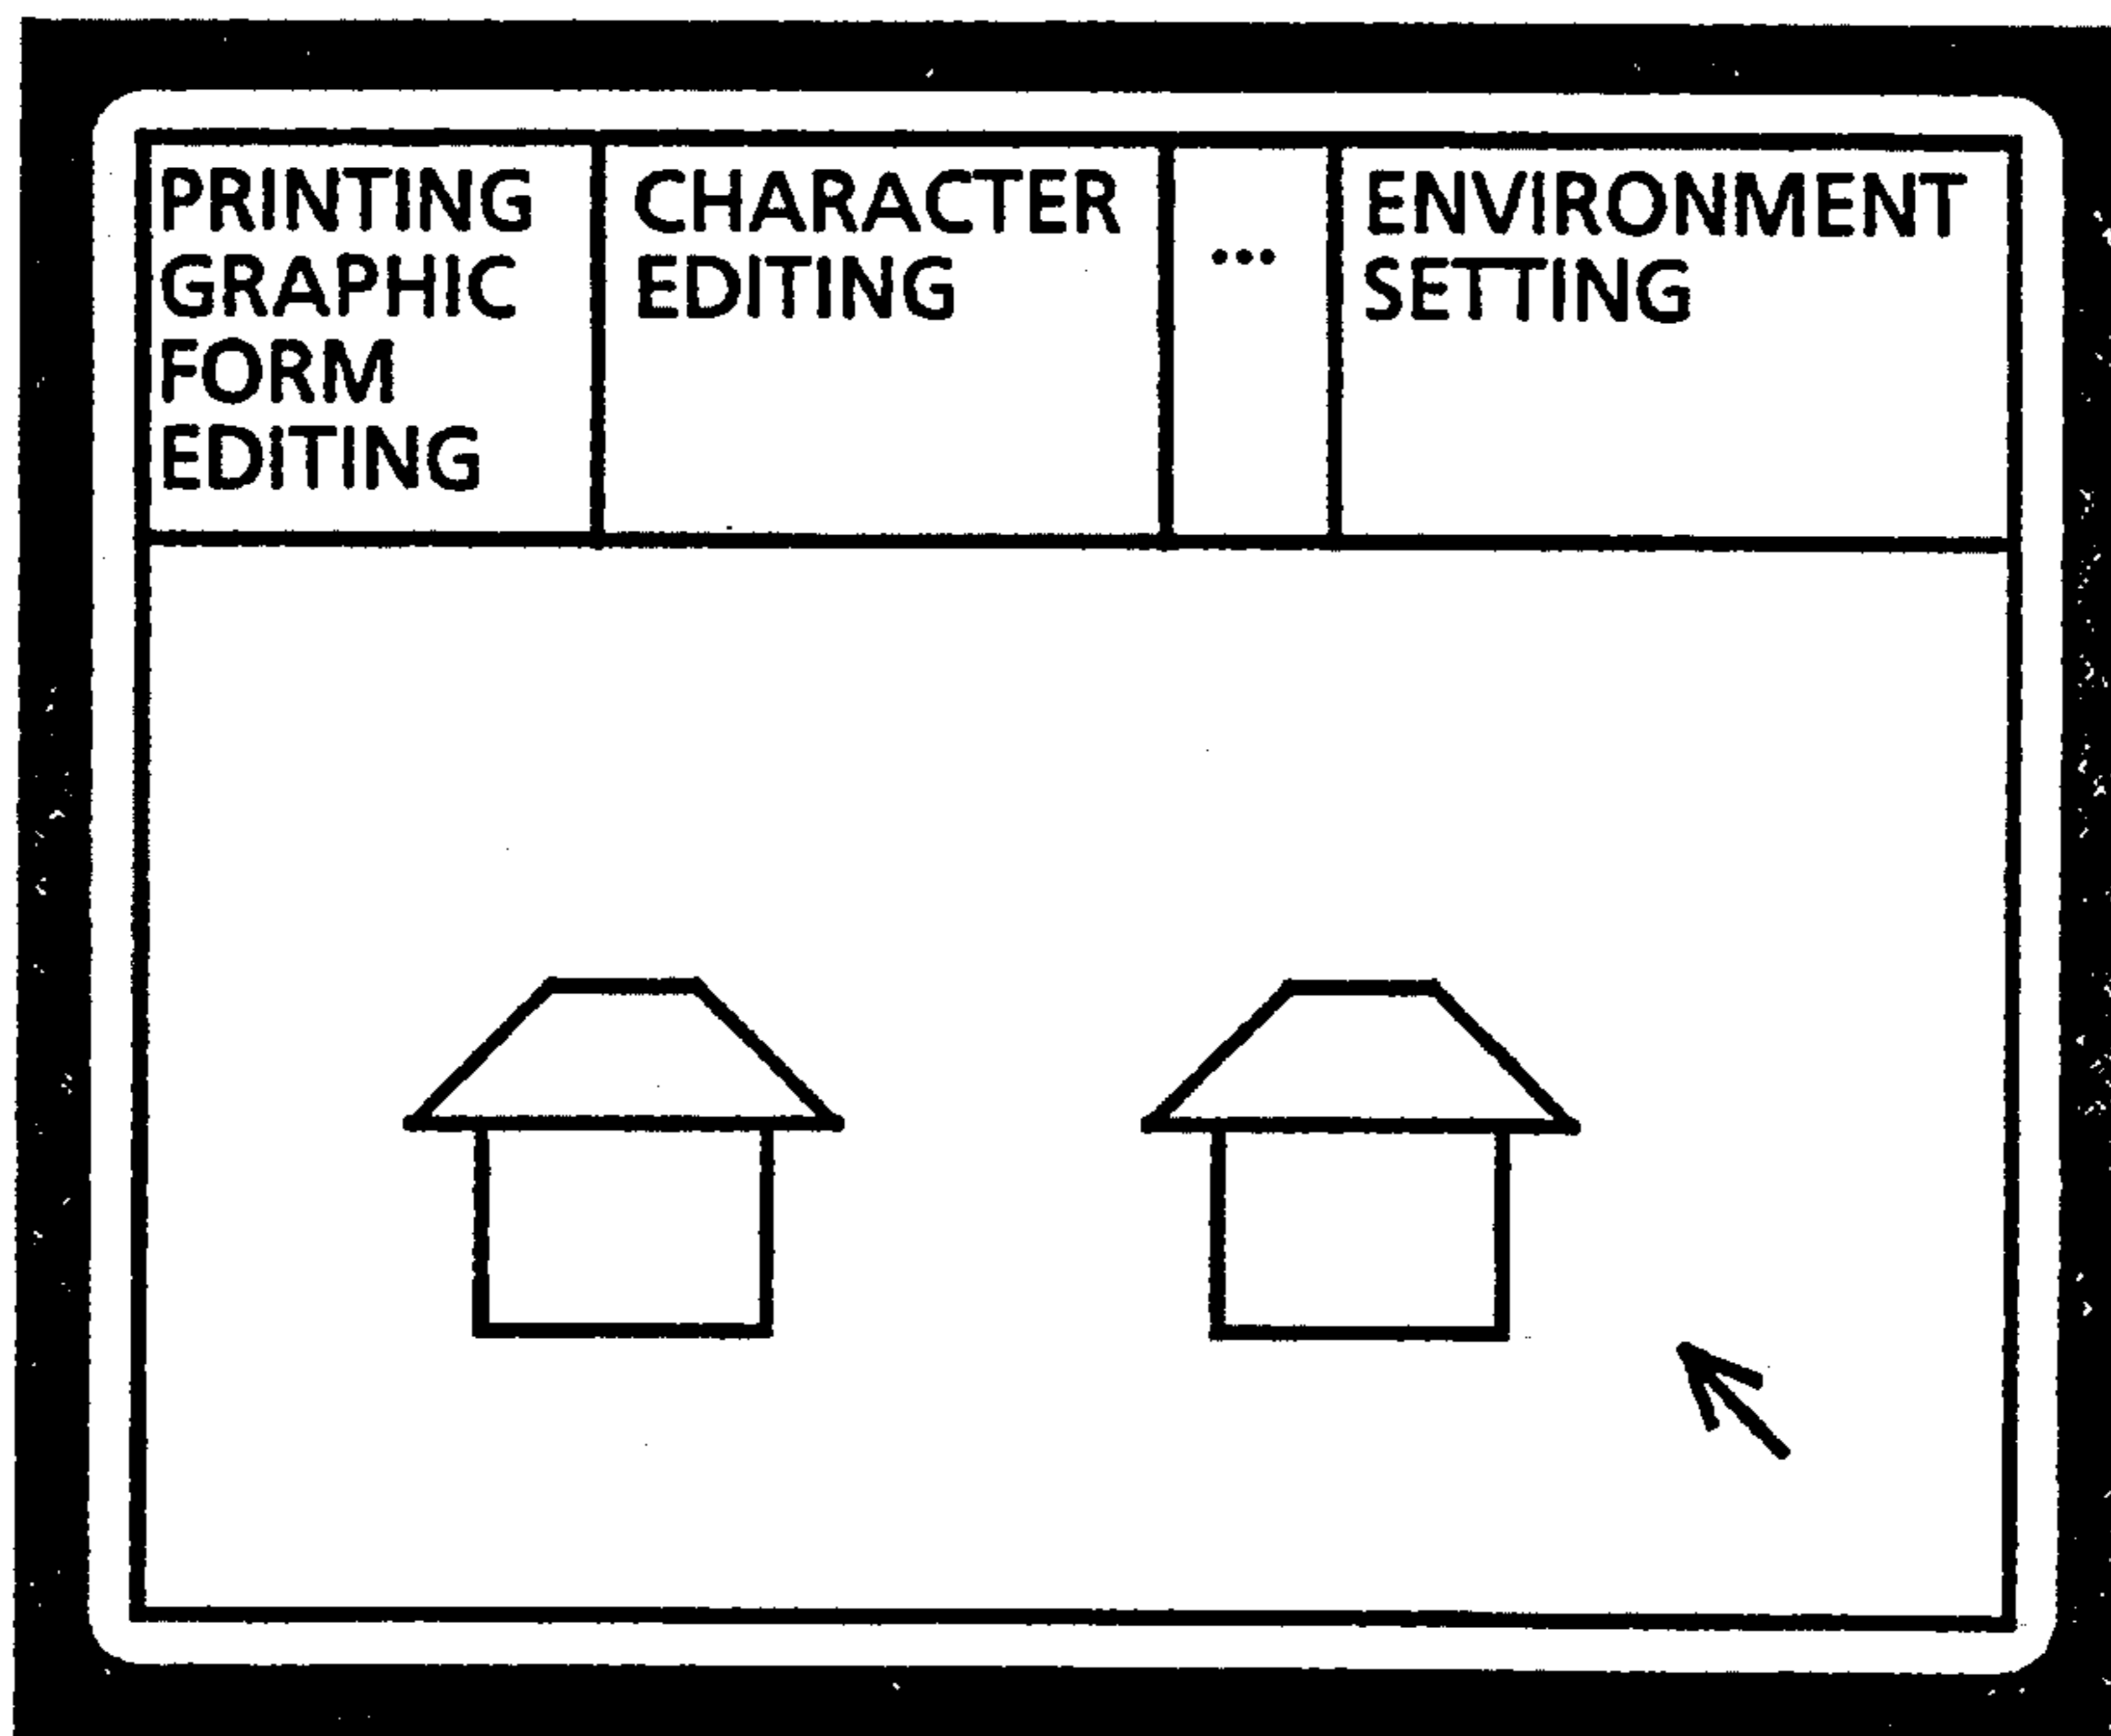 PRINTING
GRAPHIC
FORM
EDITING
CHARACTER
EDITING
...
ENVIRONMENT
SETTING